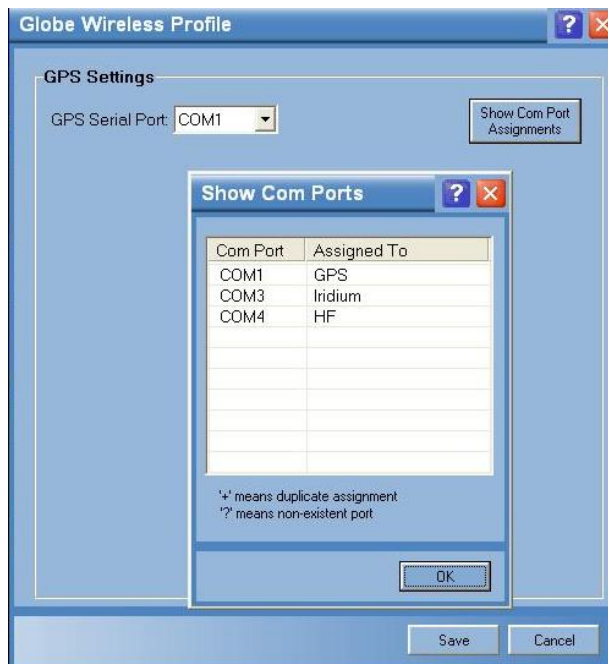 Globe Wireless Profile
GPS Settings
GPS Serial Port: COM1
Show Com Port
Assignments
Show Com Ports
Com Port Assigned To
COM1 GPS
COM3 Iridium
COM4 HF
'+' means duplicate assignment
'?' means non-existent port
OK
Save Cancel